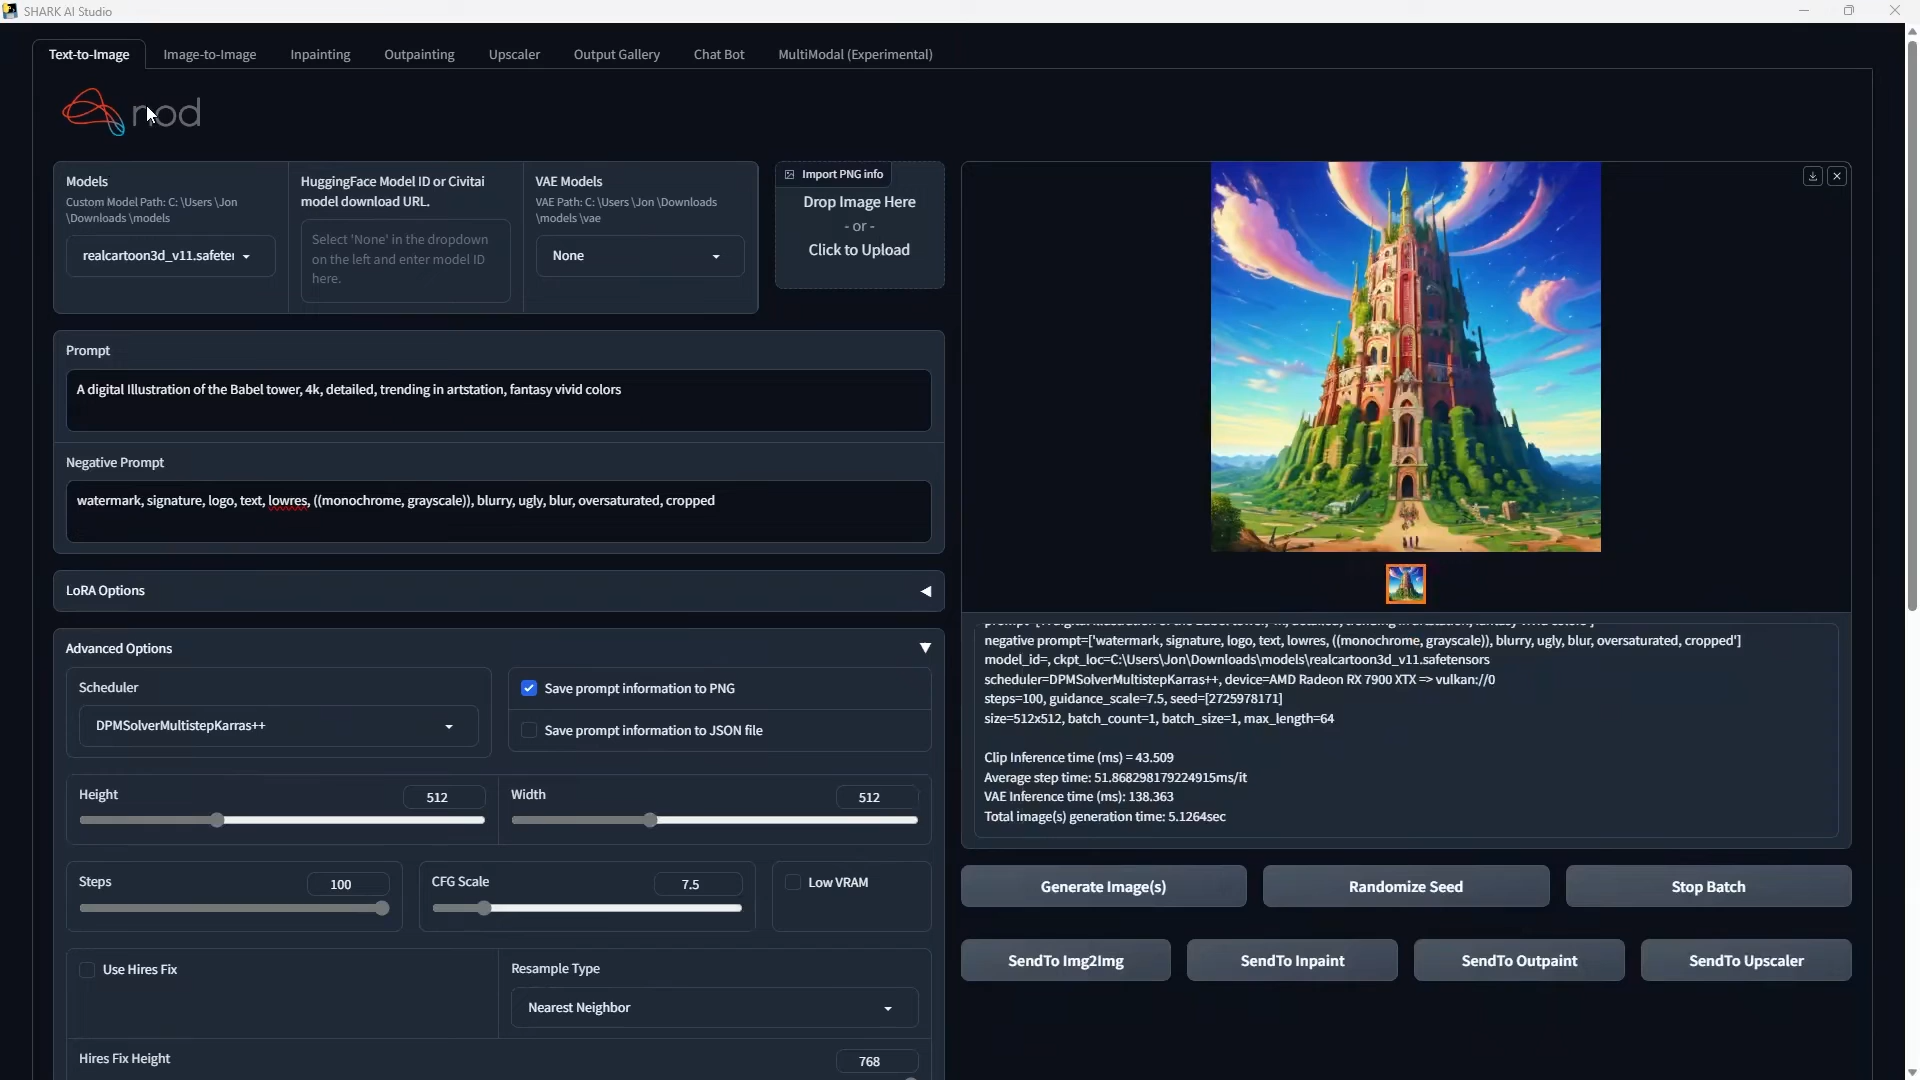 SHARK AI Studio
Text-to-Image
Image-to-Image
Inpainting
Outpainting
Upscaler
Output Gallery
Chat Bot
MultiModal (Experimental)
nod
Models
Custom Model Path: C: \Users \Jon
\Downloads \models
realcartoon3d_v11.safeter
HuggingFace Model ID or Civitai
model download URL.
Select 'None' in the dropdown
on the left and enter model ID
here.
VAE Models
VAE Path: C: \Users \Jon \Downloads
\models \vae
None
Import PNG info
Drop Image Here
- or -
Click to Upload
Prompt
A digital Illustration of the Babel tower, 4k, detailed, trending in artstation, fantasy vivid colors
Negative Prompt
watermark, signature, logo, text, lowres, ((monochrome, grayscale)), blurry, ugly, blur, oversaturated, cropped
LoRA Options
Advanced Options
Scheduler
DPMSolverMultistepKarras++
Save prompt information to PNG
Save prompt information to JSON file
Height
512
Width
512
Steps
100
CFG Scale
7.5
Low VRAM
Use Hires Fix
Resample Type
Nearest Neighbor
Hires Fix Height
768
negative prompt=['watermark, signature, logo, text, lowres, ((monochrome, grayscale)), blurry, ugly, blur, oversaturated, cropped']
model_id=, ckpt_loc=C:\Users\Jon\Downloads\models\realcartoon3d_v11.safetensors
scheduler=DPMSolverMultistepKarras++, device=AMD Radeon RX 7900 XTX => vulkan://0
steps=100, guidance_scale=7.5, seed=[2725978171]
size=512x512, batch_count=1, batch_size=1, max_length=64
Clip Inference time (ms) = 43.509
Average step time: 51.868298179224915ms/it
VAE Inference time (ms): 138.363
Total image(s) generation time: 5.1264sec
Generate Image(s)
Randomize Seed
Stop Batch
SendTo Img2Img
SendTo Inpaint
SendTo Outpaint
SendTo Upscaler